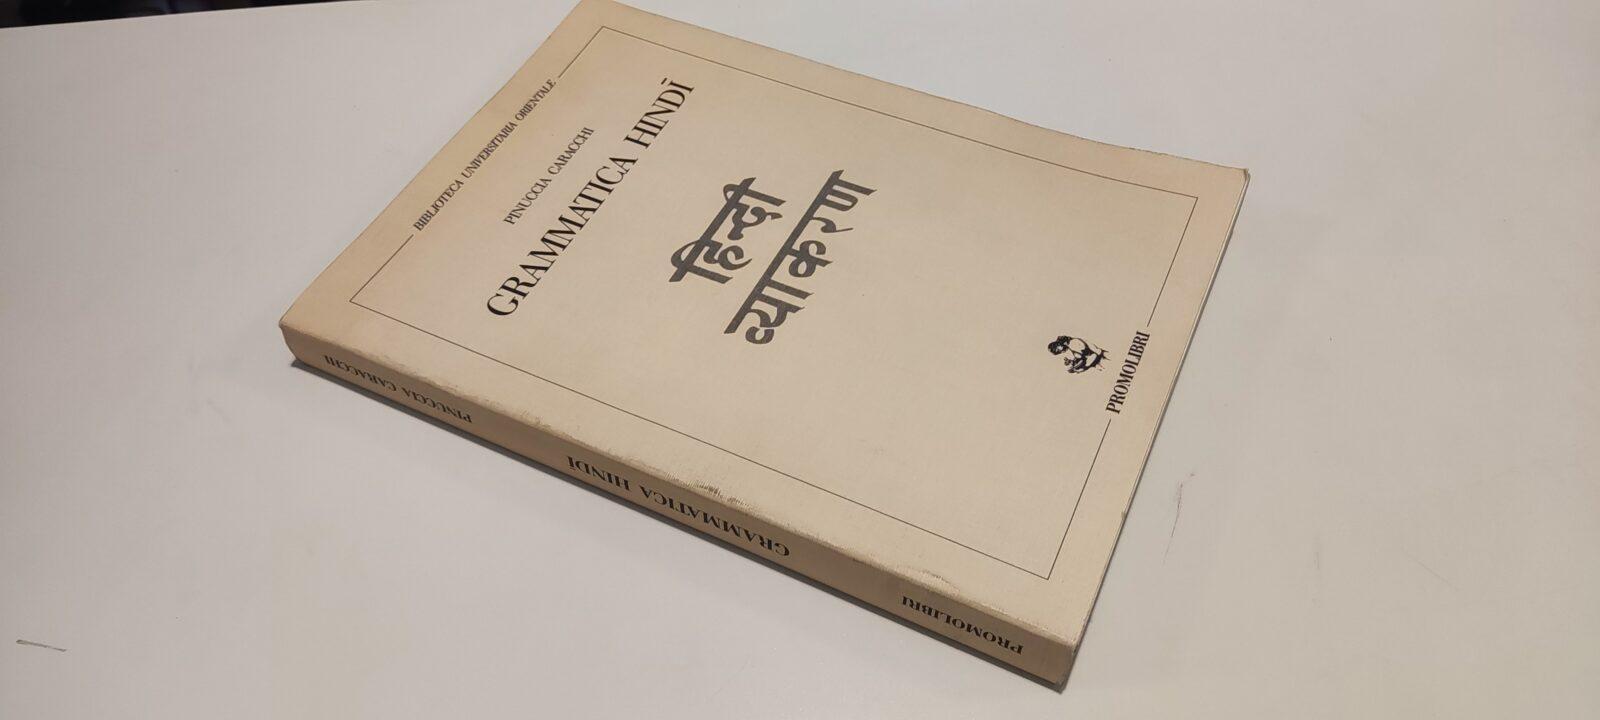 BIBLIOTECA UNIVERSITARIA ORIENTALE
PINUCCIA CARACCHI
GRAMMATICA HINDĪ
हिन्दी
व्याकरण
PROMOLIBRI
PINUCCIA CARACCHI
GRAMMATICA HINDĪ
PROMOLIBRI